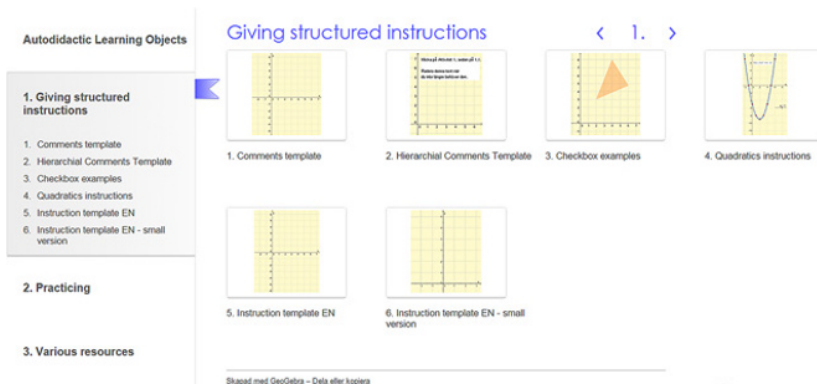 Autodidactic Learning Objects
1. Giving structured
instructions
1. Comments template
2. Hierarchial Comments Template
3. Checkbox examples
4. Quadratics instructions
5. Instruction template EN
6. Instruction template EN - small
version
2. Practicing
3. Various resources
Giving structured instructions
< 1. >
1. Comments template
2. Hierarchial Comments Template
3. Checkbox examples
4. Quadratics instructions
5. Instruction template EN
6. Instruction template EN - small
version
Skapad med GeoGebra – Dela eller kopiera